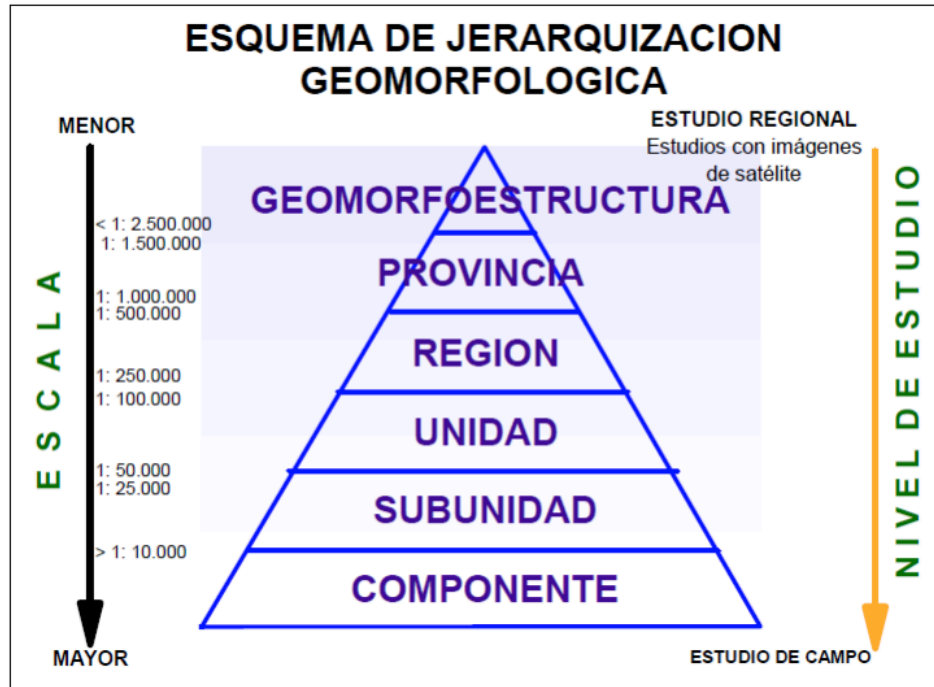 ESQUEMA DE JERARQUIZACION
GEOMORFOLOGICA
MENOR
ESTUDIO REGIONAL
Estudios con imágenes
de satélite
GEOMORFOESTRUCTURA
< 1: 2.500.000
1: 1.500.000
PROVINCIA
1: 1.000.000
1: 500.000
REGION
1: 250.000
1: 100.000
UNIDAD
1: 50.000
1: 25.000
SUBUNIDAD
> 1: 10.000
COMPONENTE
MAYOR
ESTUDIO DE CAMPO
ESCALA
NIVEL DE ESTUDIO